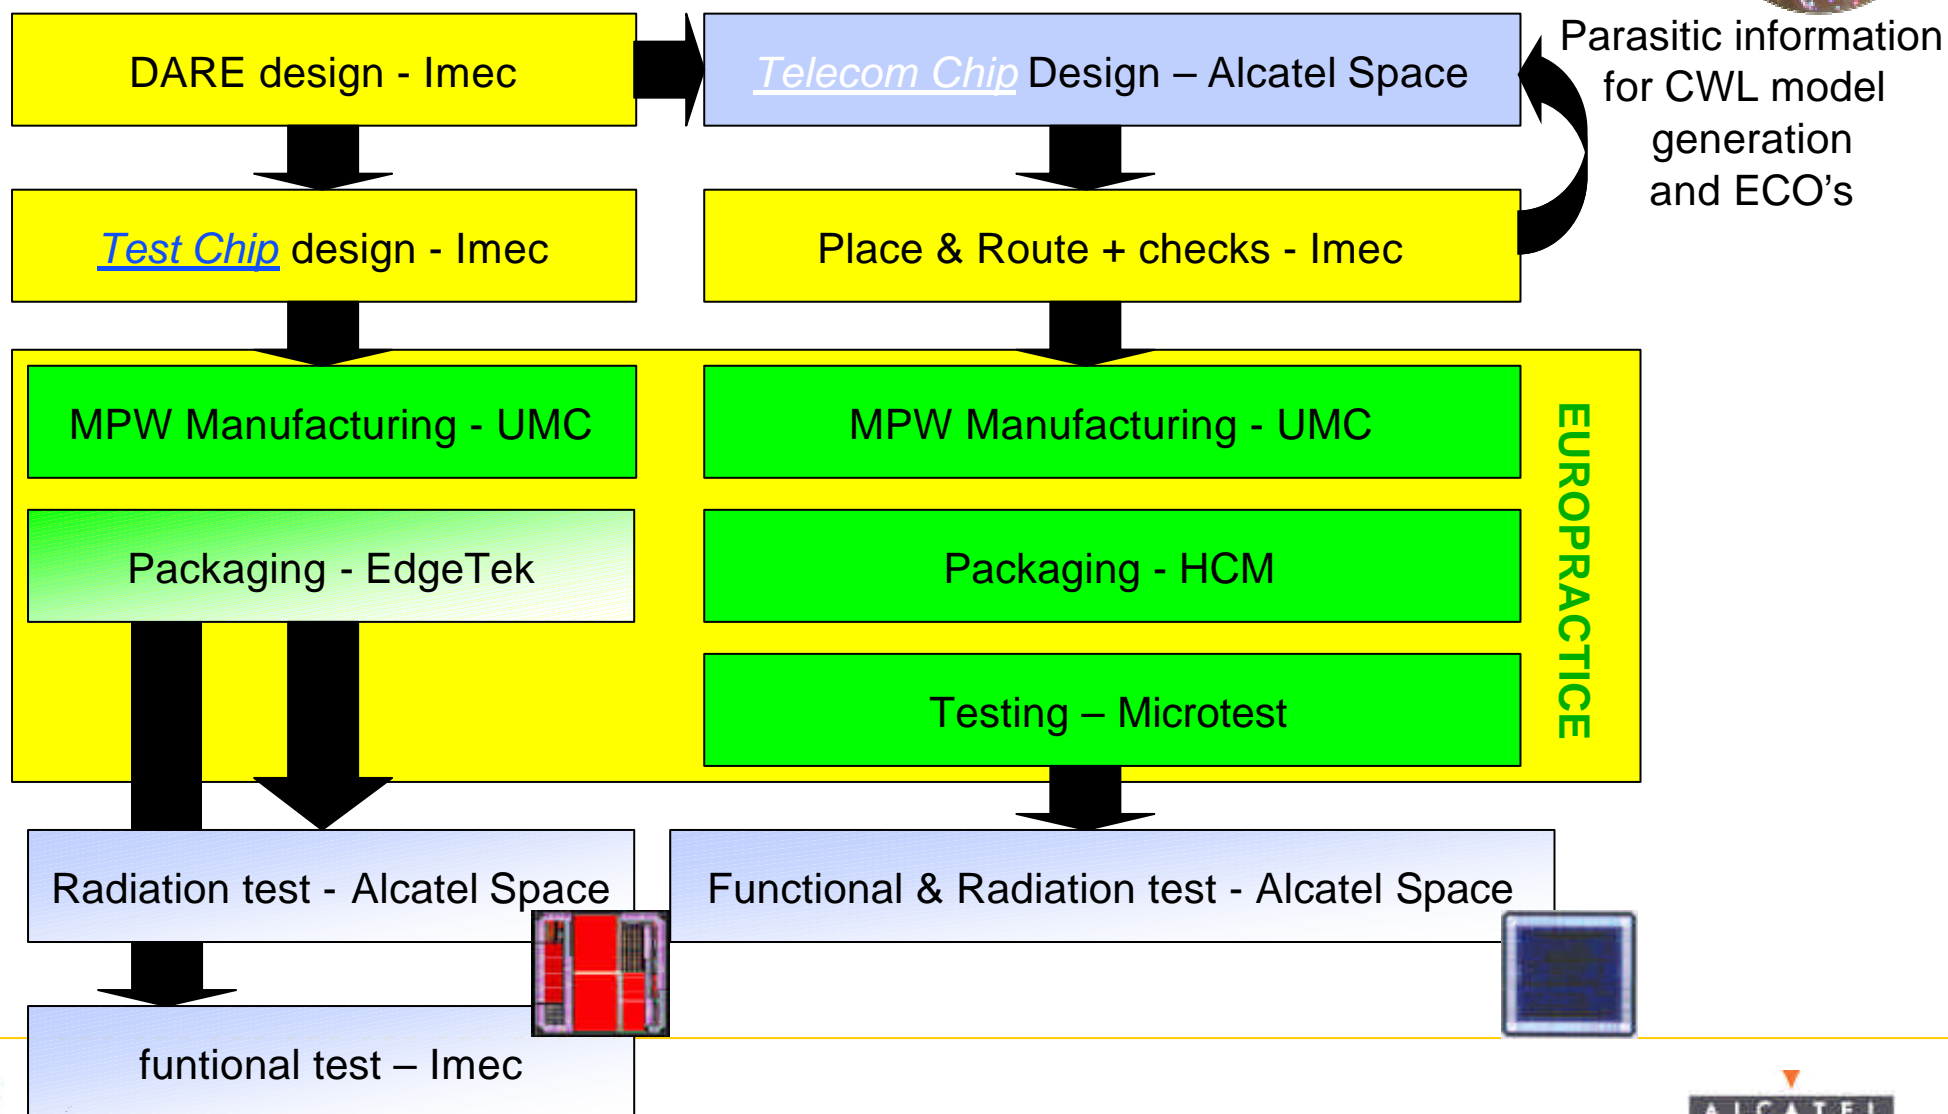 DARE design - Imec
Telecom Chip Design – Alcatel Space
Parasitic information
for CWL model
generation
and ECO's
Test Chip design - Imec
Place & Route + checks - Imec
MPW Manufacturing - UMC
MPW Manufacturing - UMC
EUROPRACTICE
Packaging - EdgeTek
Packaging - HCM
Testing – Microtest
Radiation test - Alcatel Space
Functional & Radiation test - Alcatel Space
funtional test – Imec
ALCATEL